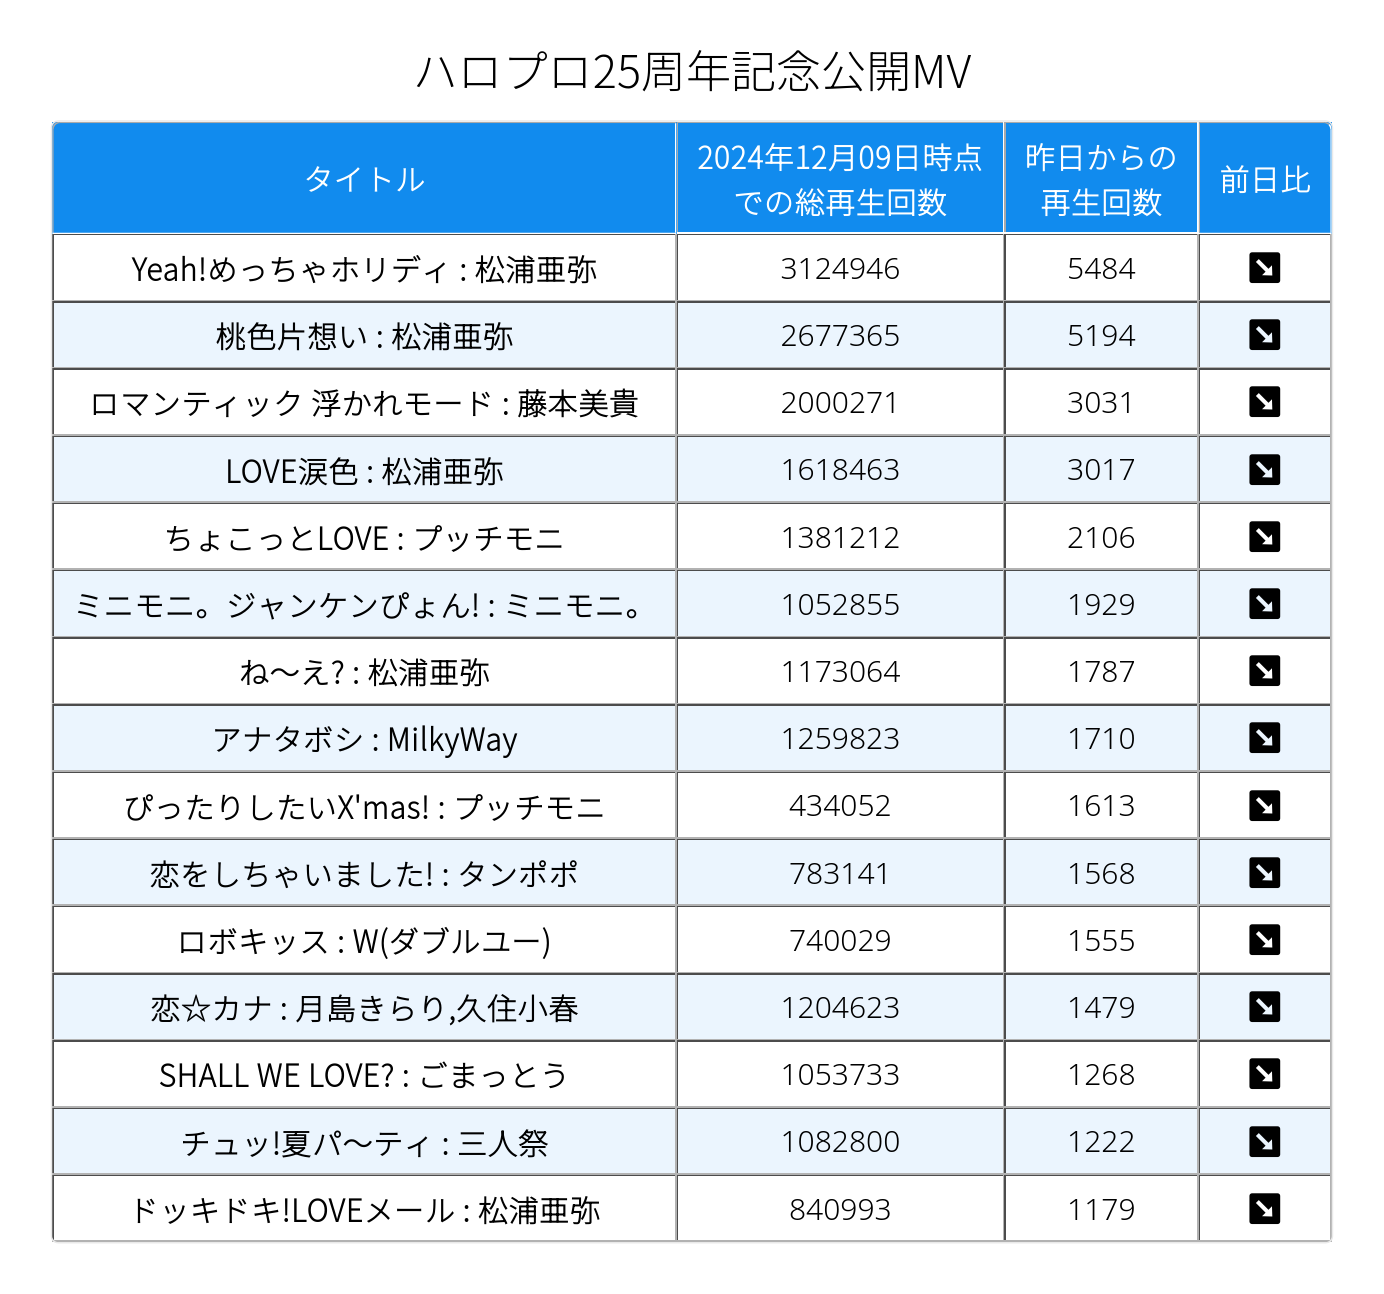 ハロプロ25周年記念公開MV
タイトル 2024年12月09日時点での総再生回数 昨日からの再生回数 前日比
Yeah!めっちゃホリディ : 松浦亜弥 3124946 5484 ↘
桃色片想い : 松浦亜弥 2677365 5194 ↘
ロマンティック 浮かれモード : 藤本美貴 2000271 3031 ↘
LOVE涙色 : 松浦亜弥 1618463 3017 ↘
ちょこっとLOVE : プッチモニ 1381212 2106 ↘
ミニモニ。ジャンケンぴょん! : ミニモニ。 1052855 1929 ↘
ね～え? : 松浦亜弥 1173064 1787 ↘
アナタボシ : MilkyWay 1259823 1710 ↘
ぴったりしたいX'mas! : プッチモニ 434052 1613 ↘
恋をしちゃいました! : タンポポ 783141 1568 ↘
ロボキッス : W(ダブルユー) 740029 1555 ↘
恋☆カナ : 月島きらり,久住小春 1204623 1479 ↘
SHALL WE LOVE? : ごまっとう 1053733 1268 ↘
チュッ!夏パ～ティ : 三人祭 1082800 1222 ↘
ドッキドキ!LOVEメール : 松浦亜弥 840993 1179 ↘